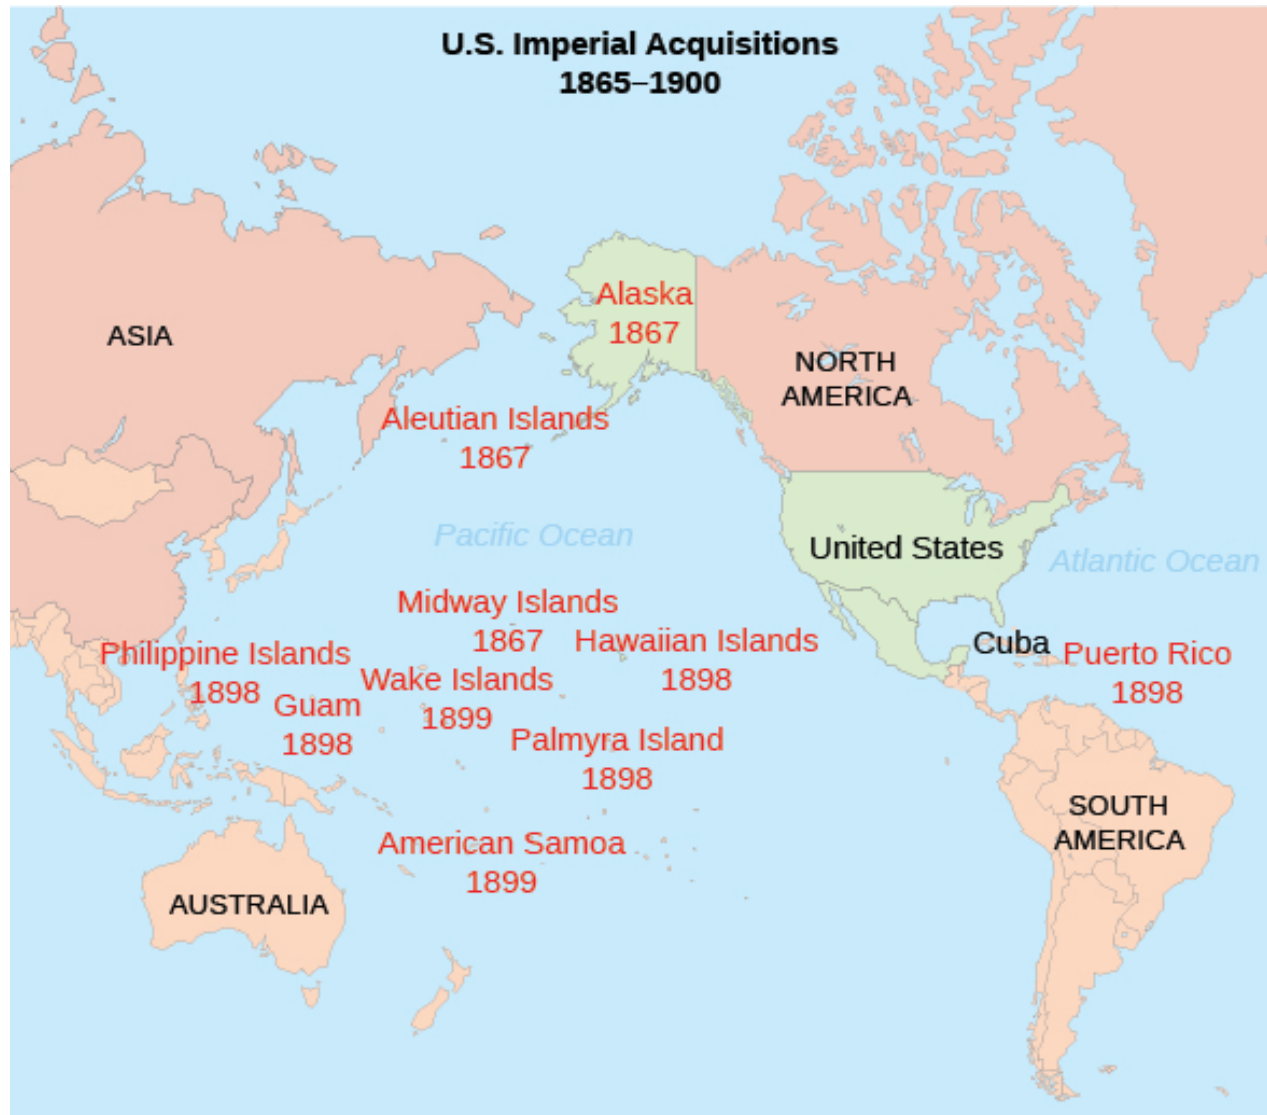 U.S. Imperial Acquisitions
1865–1900
Alaska
1867
ASIA
NORTH
AMERICA
Aleutian Islands
1867
Pacific Ocean
United States
Atlantic Ocean
Midway Islands
1867
Hawaiian Islands
1898
Cuba
Puerto Rico
1898
Philippine Islands
1898
Guam
1898
Wake Islands
1899
Palmyra Island
1898
SOUTH
AMERICA
American Samoa
1899
AUSTRALIA